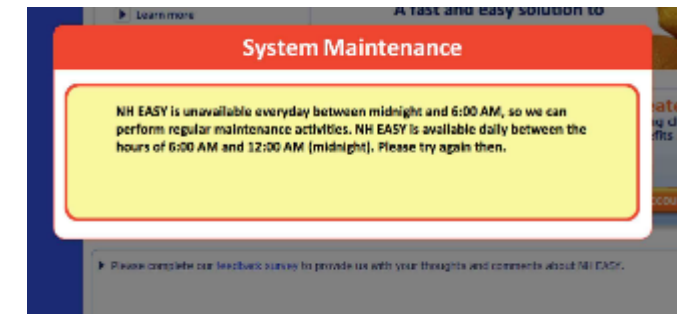 Learn more
A fast and easy solution to
System Maintenance
NH EASY is unavailable everyday between midnight and 6:00 AM, so we can
perform regular maintenance activities. NH EASY is available daily between the
hours of 6:00 AM and 12:00 AM (midnight). Please try again then.
Please complete our feedback survey to provide us with your thoughts and comments about NH EASY.